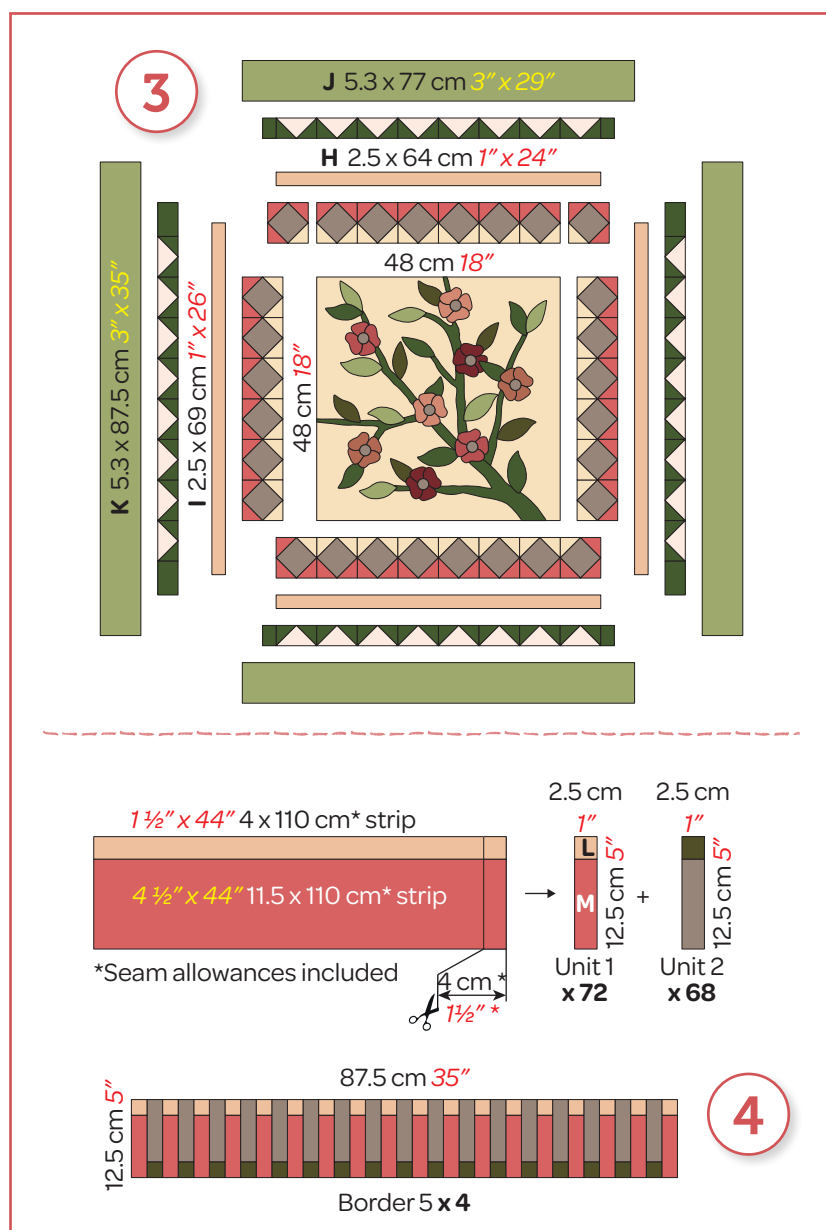 3
J 5.3 x 77 cm 3″ x 29″
H 2.5 x 64 cm 1″ x 24″
48 cm 18″
48 cm 18″
I 2.5 x 69 cm 1″ x 26″
K 5.3 x 87.5 cm 3″ x 35″
1 ½″ x 44″ 4 x 110 cm* strip
4 ½″ x 44″ 11.5 x 110 cm* strip
*Seam allowances included
4 cm *
1½″ *
2.5 cm
1″
L
M
12.5 cm 5″
Unit 1
x 72
+
2.5 cm
1″
12.5 cm 5″
Unit 2
x 68
87.5 cm 35″
12.5 cm 5″
Border 5 x 4
4